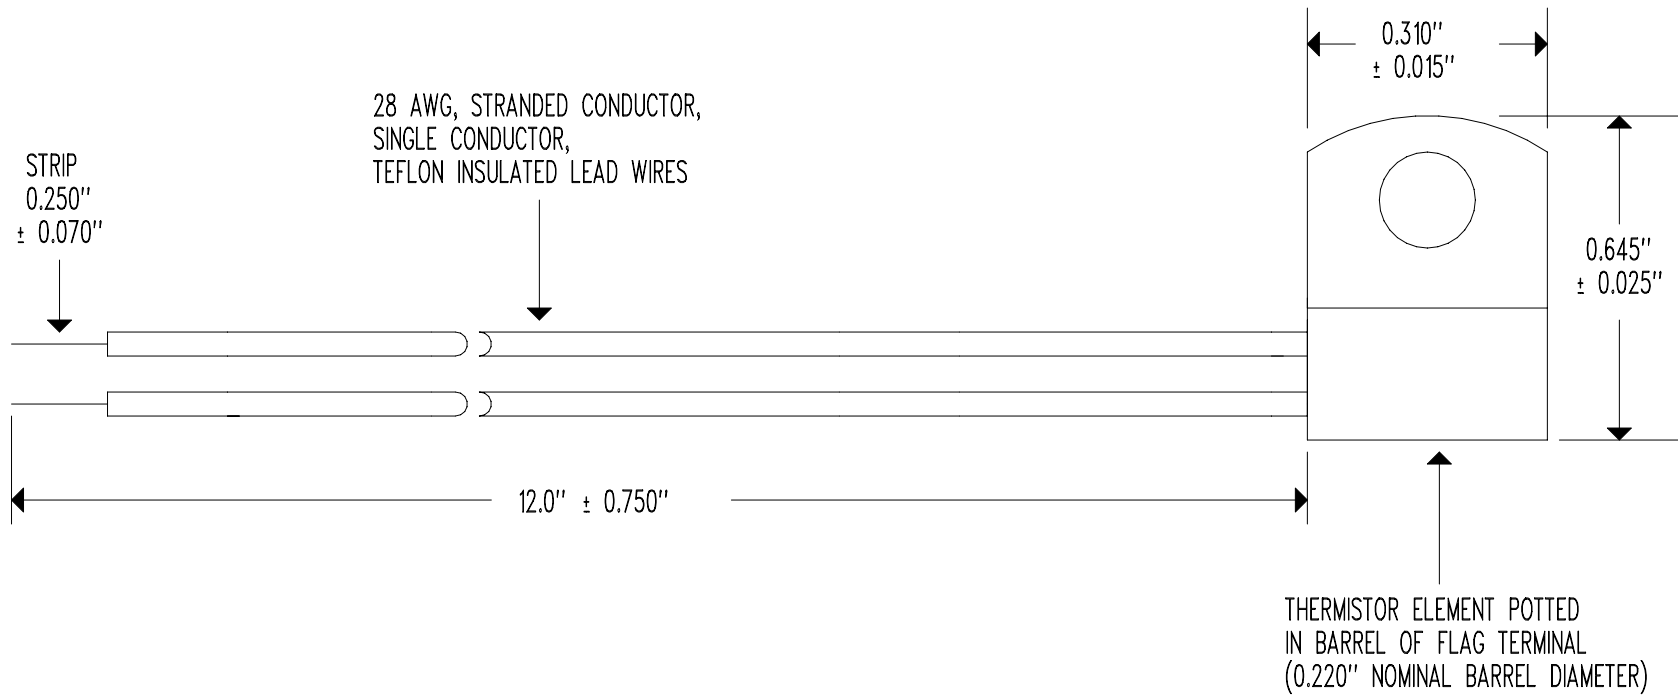 0.310"
± 0.015"
28 AWG, STRANDED CONDUCTOR,
SINGLE CONDUCTOR,
TEFLON INSULATED LEAD WIRES
STRIP
0.250"
± 0.070"
0.645"
± 0.025"
12.0" ± 0.750"
THERMISTOR ELEMENT POTTED
IN BARREL OF FLAG TERMINAL
(0.220" NOMINAL BARREL DIAMETER)